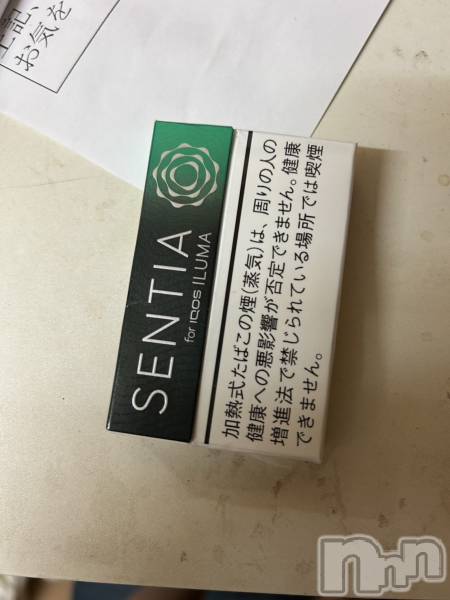 上記、
お気を
SENTIA
for IQOS ILUMA
加熱式たばこの煙(蒸気)は、周りの人の
健康への悪影響が否定できません。健康
増進法で禁じられている場所では喫煙
できません。
nnn